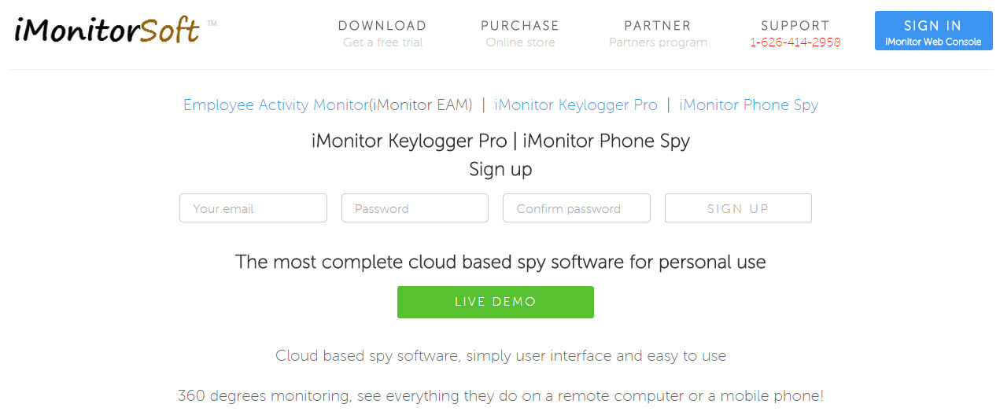 iMonitorSoft ™
DOWNLOAD
Get a free trial
PURCHASE
Online store
PARTNER
Partners program
SUPPORT
1-626-414-2958
SIGN IN
iMonitor Web Console
Employee Activity Monitor(iMonitor EAM) | iMonitor Keylogger Pro | iMonitor Phone Spy
iMonitor Keylogger Pro | iMonitor Phone Spy
Sign up
Your email
Password
Confirm password
SIGN UP
The most complete cloud based spy software for personal use
LIVE DEMO
Cloud based spy software, simply user interface and easy to use
360 degrees monitoring, see everything they do on a remote computer or a mobile phone!